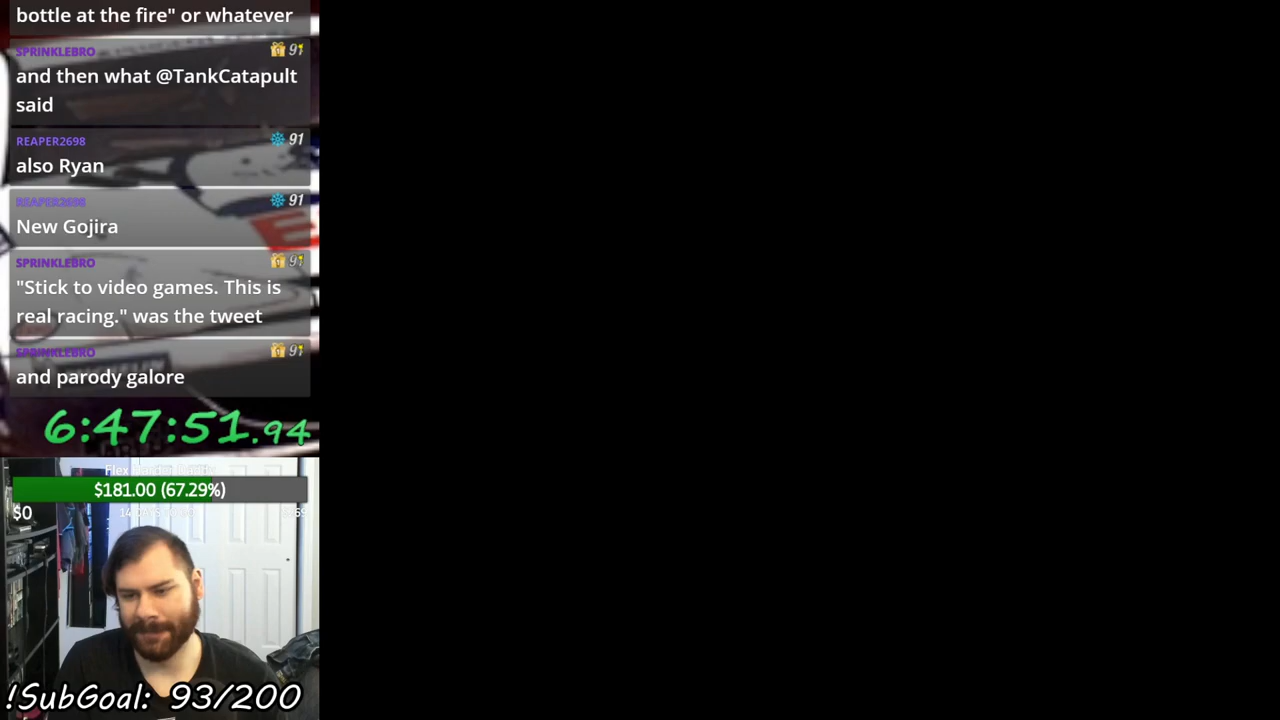 bottle at the fire" or whatever
SPRINKLEBRO 91
and then what @TankCatapult
said
REAPER2698 91
also Ryan
REAPER2698 91
New Gojira
SPRINKLEBRO 91
"Stick to video games. This is
real racing." was the tweet
SPRINKLEBRO 91
and parody galore
6:47:51.94
$181.00 (67.29%)
$0
!SubGoal: 93/200